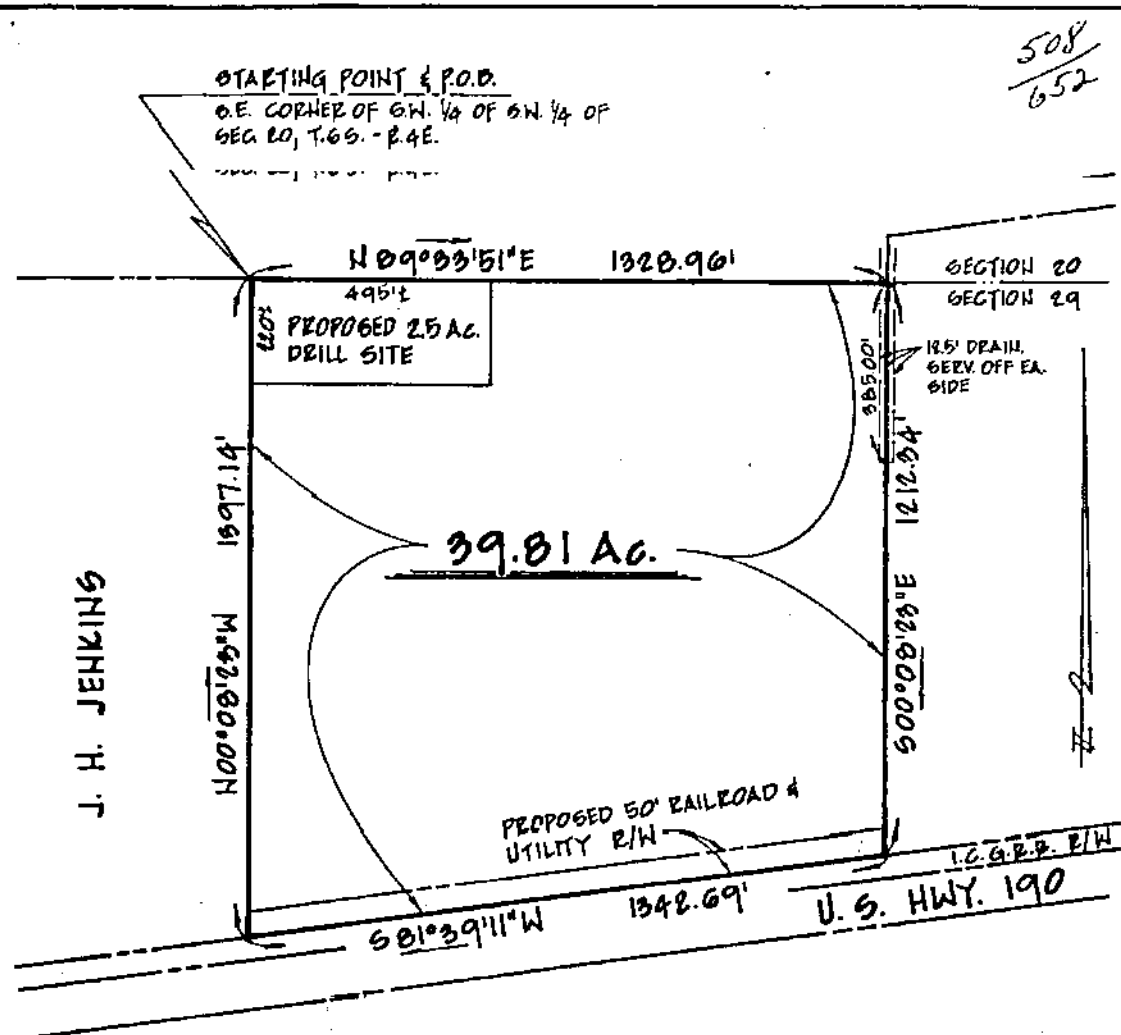 508
652
STARTING POINT & P.O.B.
S.E. CORNER OF S.W. 1/4 OF S.W. 1/4 OF
SEC. 20, T.6S. - R.4E.
N 89°33'51"E 1328.96'
SECTION 20
SECTION 29
495'±
220'±
PROPOSED 2.5 Ac.
DRILL SITE
12.5' DRAIN.
SERV. OFF EA.
SIDE
385.00'
1212.34'
S00°08'28"E
1397.14'
N00°08'25"W
39.81 Ac.
J. H. JENKINS
N
PROPOSED 50' RAILROAD &
UTILITY R/W
I.C.G.R.R. R/W
S 81°39'11"W 1342.69'
U.S. HWY. 190